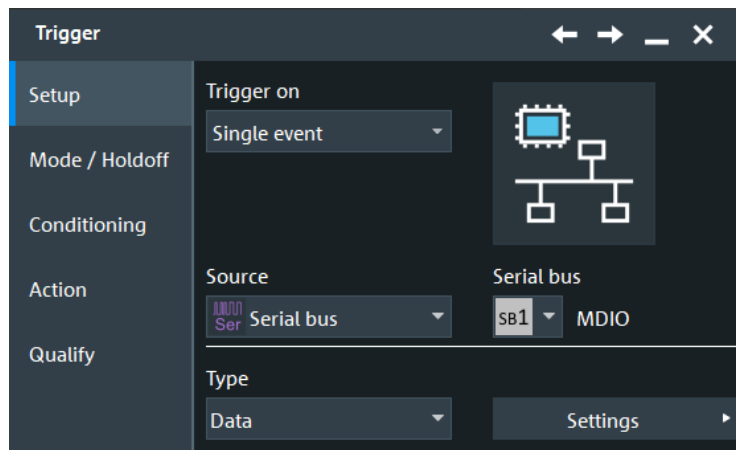 Trigger
Setup
Mode / Holdoff
Conditioning
Action
Qualify
Trigger on
Single event
Source
Serial bus
Ser Serial bus
SB1 MDIO
Type
Data
Settings